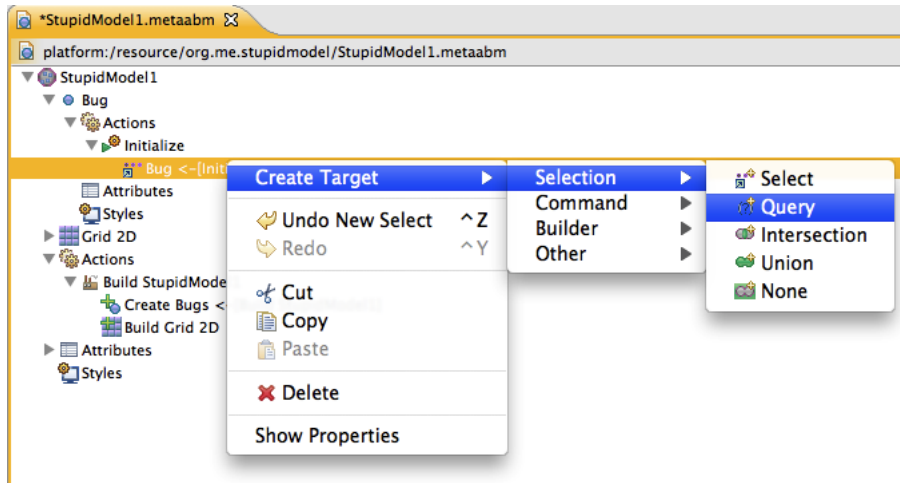 *StupidModel1.metaabm
platform:/resource/org.me.stupidmodel/StupidModel1.metaabm
StupidModel1
Bug
Actions
Initialize
Bug <-[Initi
Attributes
Styles
Grid 2D
Actions
Build StupidMode
Create Bugs <
Build Grid 2D
Attributes
Styles
Create Target
Undo New Select ^Z
Redo ^Y
Cut
Copy
Paste
Delete
Show Properties
Selection
Command
Builder
Other
Select
Query
Intersection
Union
None